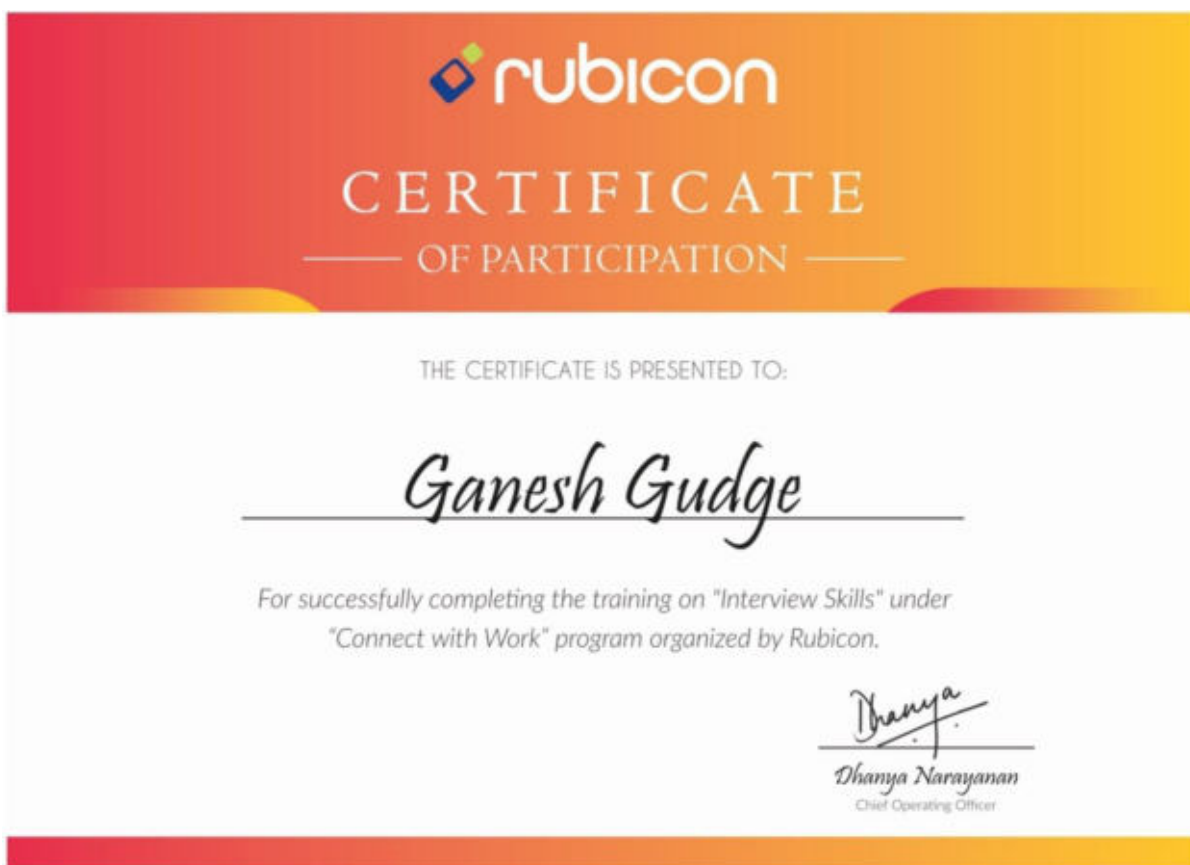 rubicon
CERTIFICATE
OF PARTICIPATION
THE CERTIFICATE IS PRESENTED TO:
Ganesh Gudge
For successfully completing the training on "Interview Skills" under
"Connect with Work" program organized by Rubicon.
Dhanya
Dhanya Narayanan
Chief Operating Officer